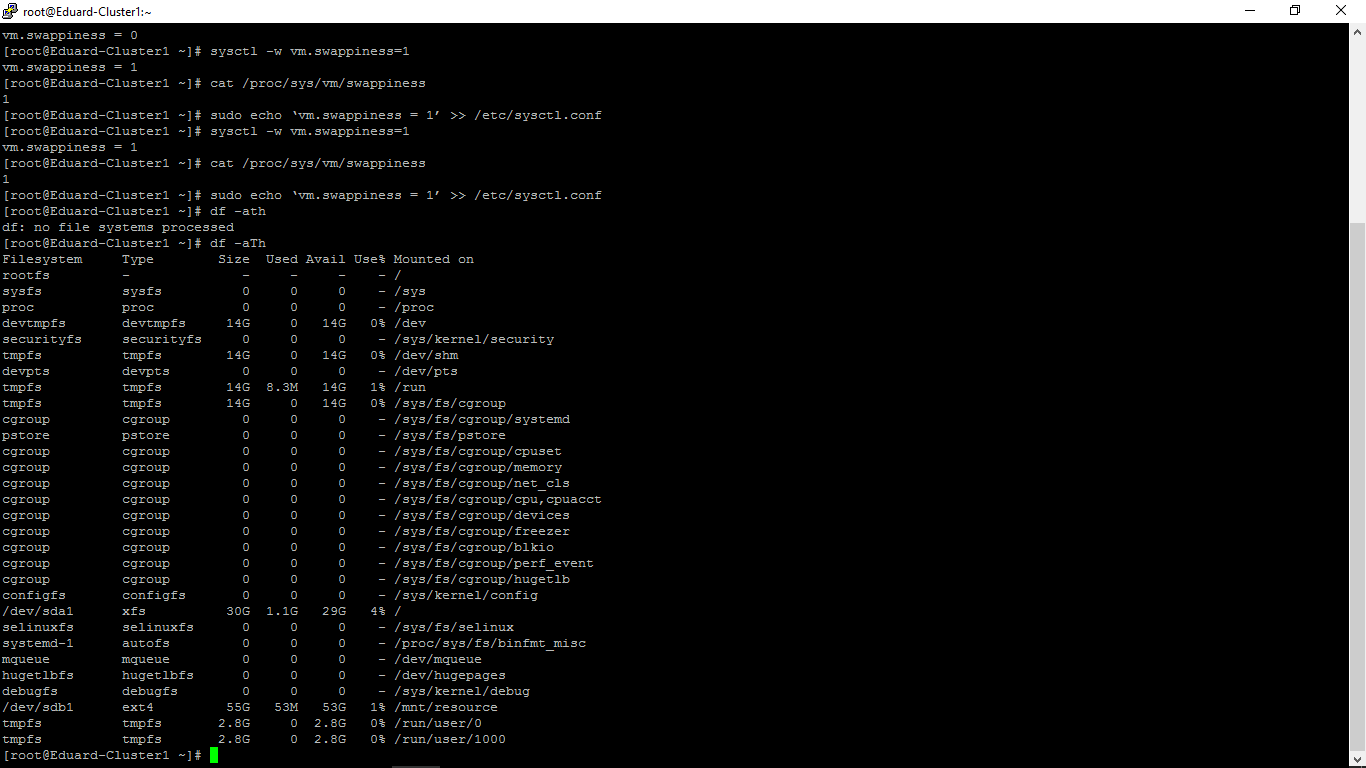 root@Eduard-Cluster1:~
vm.swappiness = 0
[root@Eduard-Cluster1 ~]# sysctl -w vm.swappiness=1
vm.swappiness = 1
[root@Eduard-Cluster1 ~]# cat /proc/sys/vm/swappiness
1
[root@Eduard-Cluster1 ~]# sudo echo ‘vm.swappiness = 1’ >> /etc/sysctl.conf
[root@Eduard-Cluster1 ~]# sysctl -w vm.swappiness=1
vm.swappiness = 1
[root@Eduard-Cluster1 ~]# cat /proc/sys/vm/swappiness
1
[root@Eduard-Cluster1 ~]# sudo echo ‘vm.swappiness = 1’ >> /etc/sysctl.conf
[root@Eduard-Cluster1 ~]# df -ath
df: no file systems processed
[root@Eduard-Cluster1 ~]# df -aTh
Filesystem     Type        Size  Used Avail Use% Mounted on
rootfs         -              -     -     -    - /
sysfs          sysfs          0     0     0    - /sys
proc           proc           0     0     0    - /proc
devtmpfs       devtmpfs     14G     0   14G   0% /dev
securityfs     securityfs     0     0     0    - /sys/kernel/security
tmpfs          tmpfs        14G     0   14G   0% /dev/shm
devpts         devpts         0     0     0    - /dev/pts
tmpfs          tmpfs        14G  8.3M   14G   1% /run
tmpfs          tmpfs        14G     0   14G   0% /sys/fs/cgroup
cgroup         cgroup         0     0     0    - /sys/fs/cgroup/systemd
pstore         pstore         0     0     0    - /sys/fs/pstore
cgroup         cgroup         0     0     0    - /sys/fs/cgroup/cpuset
cgroup         cgroup         0     0     0    - /sys/fs/cgroup/memory
cgroup         cgroup         0     0     0    - /sys/fs/cgroup/net_cls
cgroup         cgroup         0     0     0    - /sys/fs/cgroup/cpu,cpuacct
cgroup         cgroup         0     0     0    - /sys/fs/cgroup/devices
cgroup         cgroup         0     0     0    - /sys/fs/cgroup/freezer
cgroup         cgroup         0     0     0    - /sys/fs/cgroup/blkio
cgroup         cgroup         0     0     0    - /sys/fs/cgroup/perf_event
cgroup         cgroup         0     0     0    - /sys/fs/cgroup/hugetlb
configfs       configfs       0     0     0    - /sys/kernel/config
/dev/sda1      xfs          30G  1.1G   29G   4% /
selinuxfs      selinuxfs      0     0     0    - /sys/fs/selinux
systemd-1      autofs         0     0     0    - /proc/sys/fs/binfmt_misc
mqueue         mqueue         0     0     0    - /dev/mqueue
hugetlbfs      hugetlbfs      0     0     0    - /dev/hugepages
debugfs        debugfs        0     0     0    - /sys/kernel/debug
/dev/sdb1      ext4         55G   53M   53G   1% /mnt/resource
tmpfs          tmpfs       2.8G     0  2.8G   0% /run/user/0
tmpfs          tmpfs       2.8G     0  2.8G   0% /run/user/1000
[root@Eduard-Cluster1 ~]#